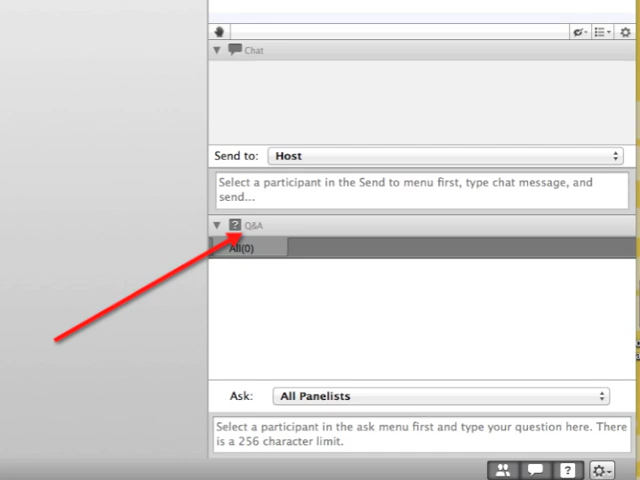 Chat
Send to: Host
Select a participant in the Send to menu first, type chat message, and
send...
? Q&A
All(0)
Ask: All Panelists
Select a participant in the ask menu first and type your question here. There
is a 256 character limit.
?